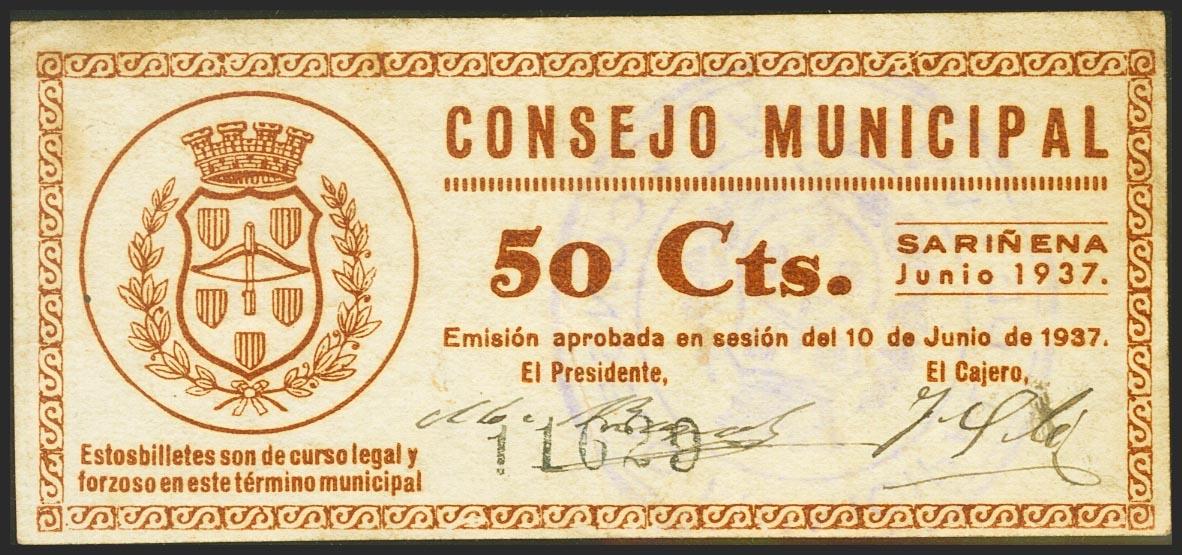 CONSEJO MUNICIPAL
50 Cts.
SARIÑENA
Junio 1937.
Emisión aprobada en sesión del 10 de Junio de 1937.
El Presidente,
El Cajero,
Estosbilletes son de curso legal y
forzoso en este término municipal